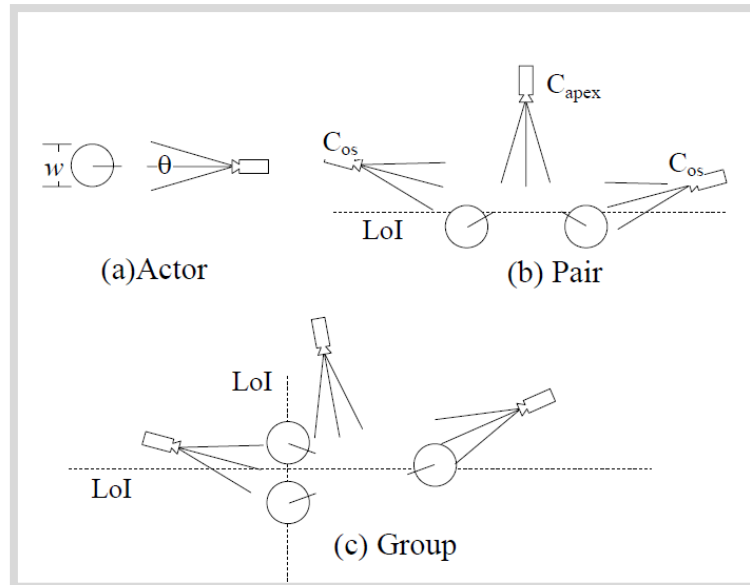 C_apex
C_os
w
θ
C_os
LoI
(a)Actor
(b) Pair
LoI
LoI
(c) Group